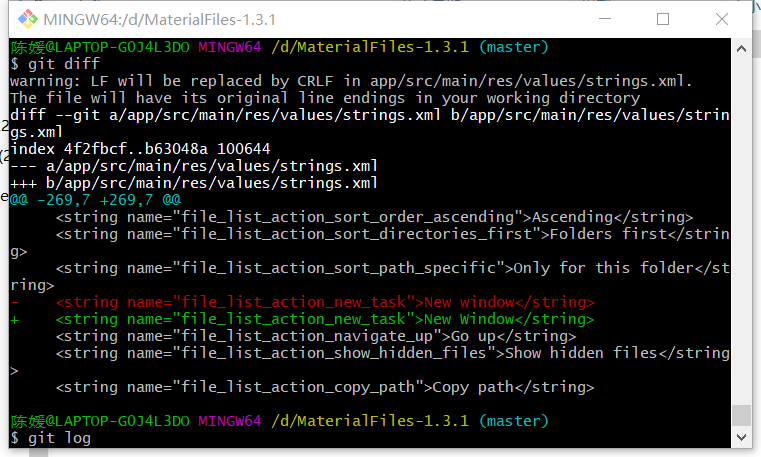 MINGW64:/d/MaterialFiles-1.3.1
陈媛@LAPTOP-G0J4L3DO MINGW64 /d/MaterialFiles-1.3.1 (master)
$ git diff
warning: LF will be replaced by CRLF in app/src/main/res/values/strings.xml.
The file will have its original line endings in your working directory
diff --git a/app/src/main/res/values/strings.xml b/app/src/main/res/values/strin
gs.xml
index 4f2fbcf..b63048a 100644
--- a/app/src/main/res/values/strings.xml
+++ b/app/src/main/res/values/strings.xml
@@ -269,7 +269,7 @@
     <string name="file_list_action_sort_order_ascending">Ascending</string>
     <string name="file_list_action_sort_directories_first">Folders first</strin
g>
     <string name="file_list_action_sort_path_specific">Only for this folder</st
ring>
-    <string name="file_list_action_new_task">New window</string>
+    <string name="file_list_action_new_task">New Window</string>
     <string name="file_list_action_navigate_up">Go up</string>
     <string name="file_list_action_show_hidden_files">Show hidden files</string
>
     <string name="file_list_action_copy_path">Copy path</string>
陈媛@LAPTOP-G0J4L3DO MINGW64 /d/MaterialFiles-1.3.1 (master)
$ git log